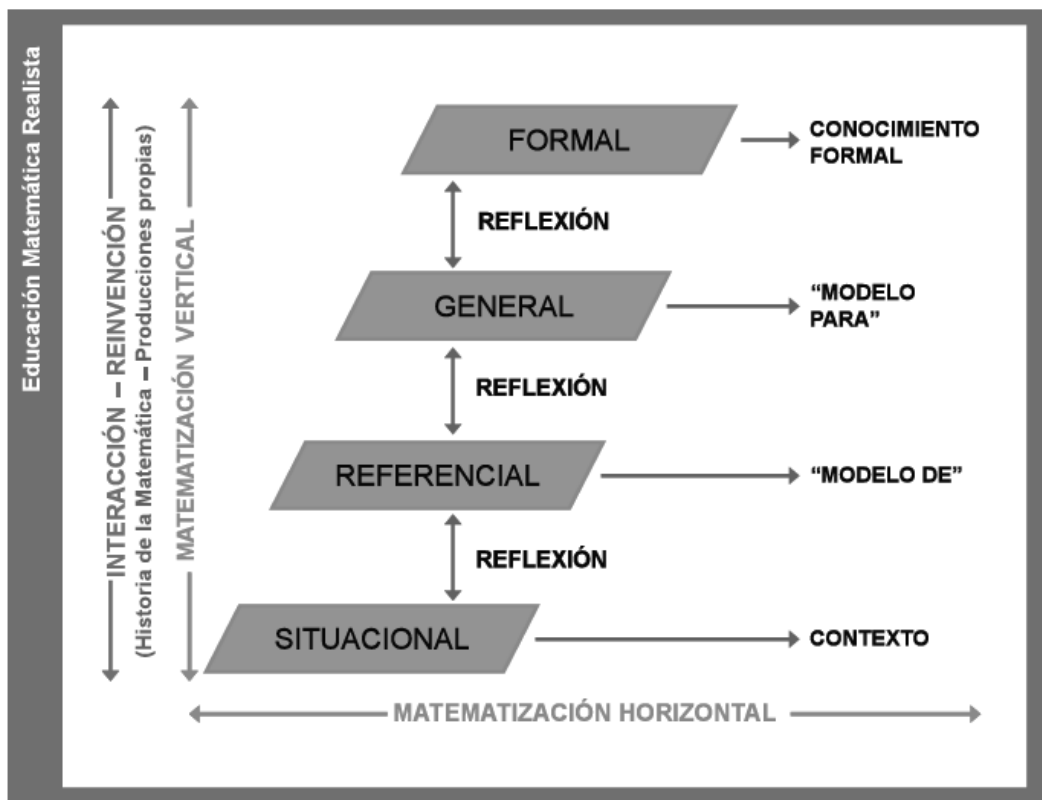 Educación Matemática Realista
INTERACCIÓN – REINVENCIÓN
(Historia de la Matemática – Producciones propias)
MATEMATIZACIÓN VERTICAL
FORMAL
CONOCIMIENTO
FORMAL
REFLEXIÓN
GENERAL
“MODELO
PARA”
REFLEXIÓN
REFERENCIAL
“MODELO DE”
REFLEXIÓN
SITUACIONAL
CONTEXTO
MATEMATIZACIÓN HORIZONTAL